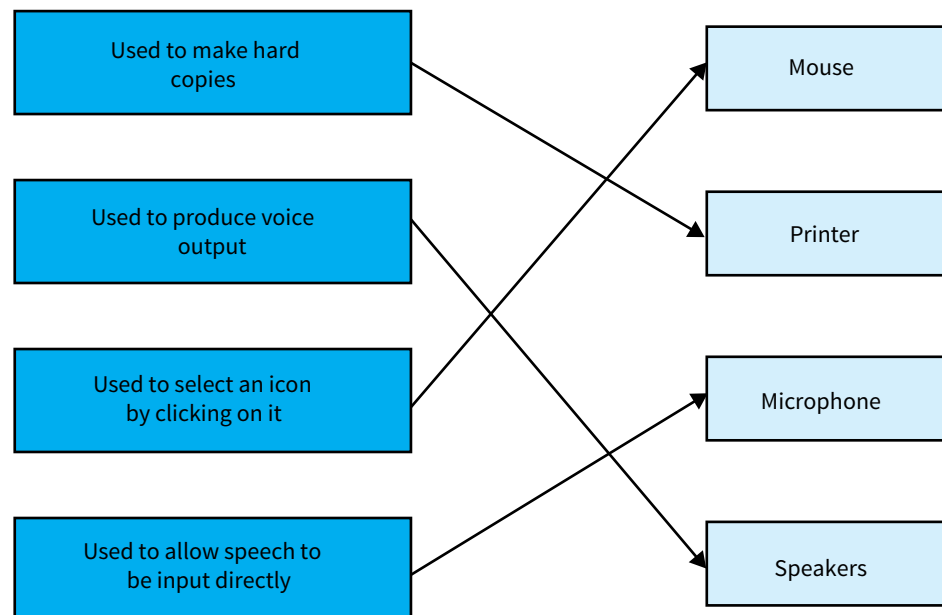 Used to make hard
copies
Mouse
Used to produce voice
output
Printer
Used to select an icon
by clicking on it
Microphone
Used to allow speech to
be input directly
Speakers